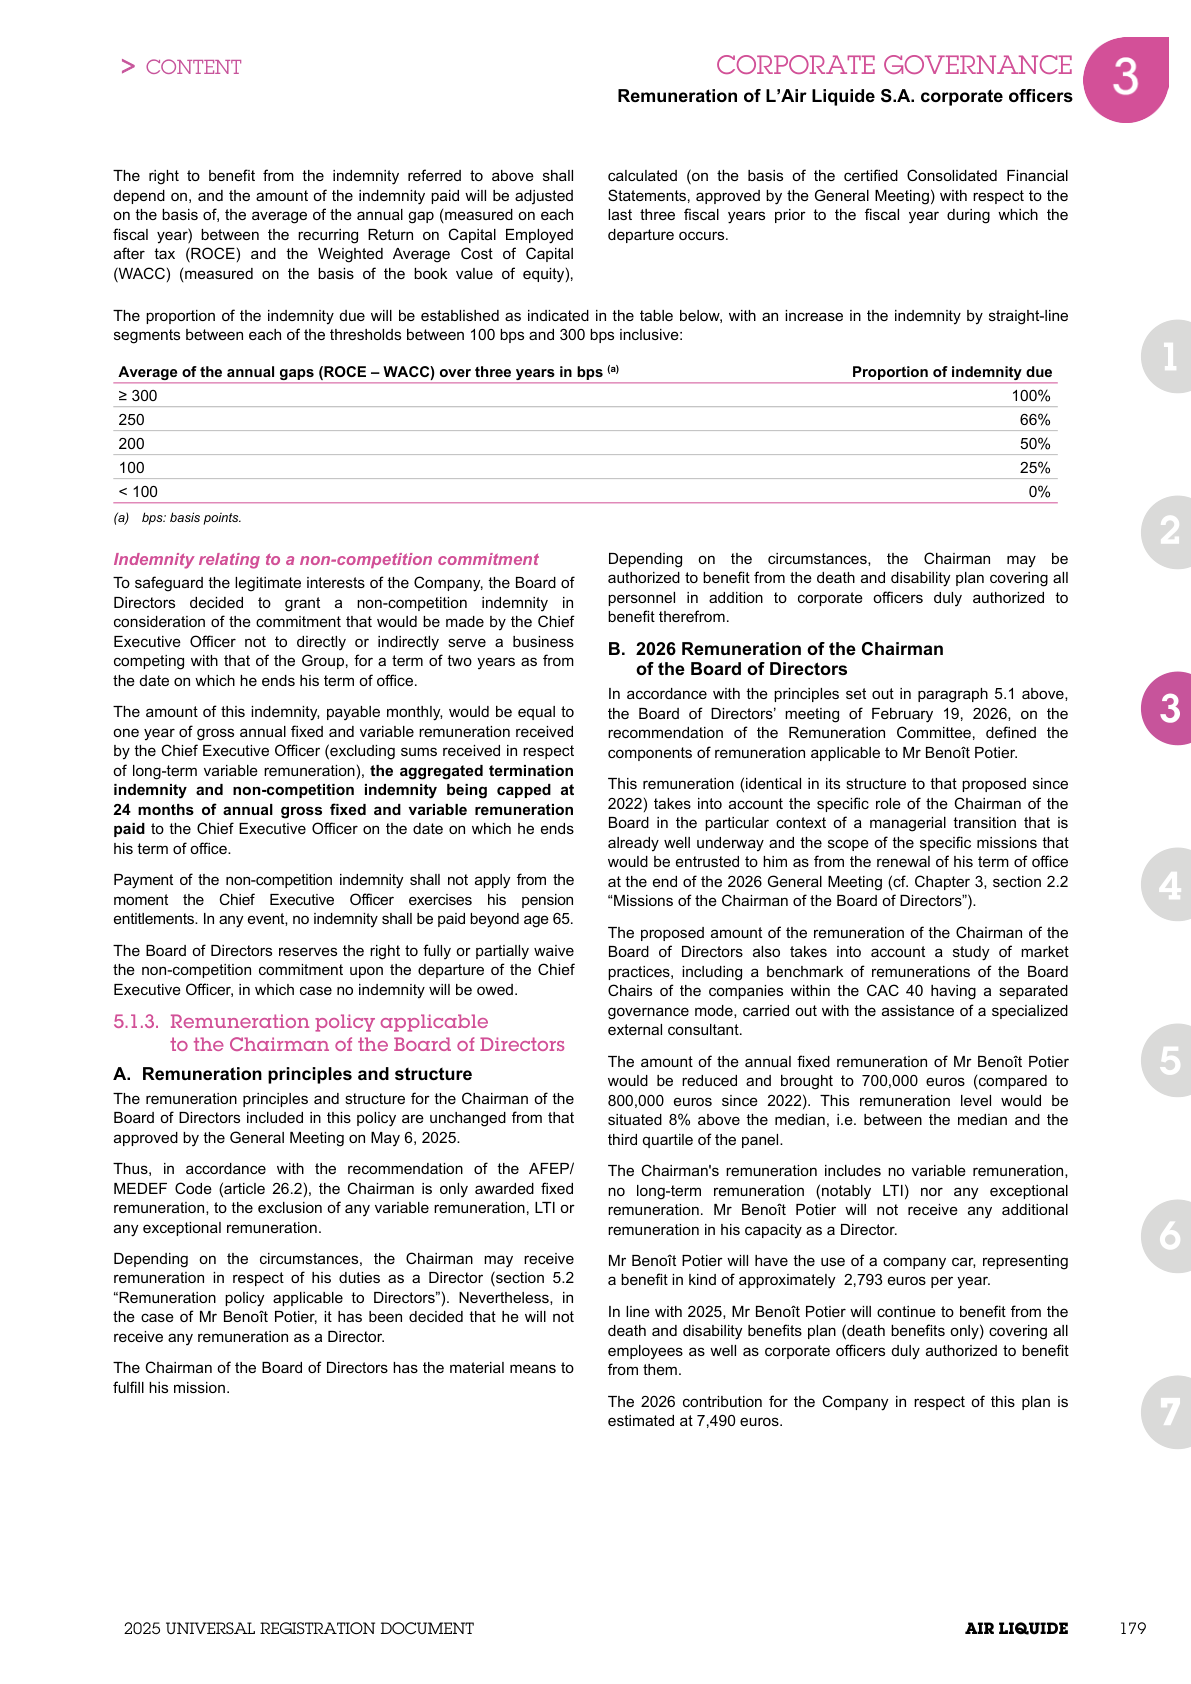 > CONTENT
CORPORATE GOVERNANCE
Remuneration of L’Air Liquide S.A. corporate officers
3
The right to benefit from the indemnity referred to above shall
depend on, and the amount of the indemnity paid will be adjusted
on the basis of, the average of the annual gap (measured on each
fiscal year) between the recurring Return on Capital Employed
after tax (ROCE) and the Weighted Average Cost of Capital
(WACC) (measured on the basis of the book value of equity),
calculated (on the basis of the certified Consolidated Financial
Statements, approved by the General Meeting) with respect to the
last three fiscal years prior to the fiscal year during which the
departure occurs.
The proportion of the indemnity due will be established as indicated in the table below, with an increase in the indemnity by straight-line
segments between each of the thresholds between 100 bps and 300 bps inclusive:
Average of the annual gaps (ROCE – WACC) over three years in bps (a) Proportion of indemnity due
≥ 300 100%
250 66%
200 50%
100 25%
< 100 0%
(a) bps: basis points.
Indemnity relating to a non-competition commitment
To safeguard the legitimate interests of the Company, the Board of
Directors decided to grant a non-competition indemnity in
consideration of the commitment that would be made by the Chief
Executive Officer not to directly or indirectly serve a business
competing with that of the Group, for a term of two years as from
the date on which he ends his term of office.
The amount of this indemnity, payable monthly, would be equal to
one year of gross annual fixed and variable remuneration received
by the Chief Executive Officer (excluding sums received in respect
of long-term variable remuneration), the aggregated termination
indemnity and non-competition indemnity being capped at
24 months of annual gross fixed and variable remuneration
paid to the Chief Executive Officer on the date on which he ends
his term of office.
Payment of the non-competition indemnity shall not apply from the
moment the Chief Executive Officer exercises his pension
entitlements. In any event, no indemnity shall be paid beyond age 65.
The Board of Directors reserves the right to fully or partially waive
the non-competition commitment upon the departure of the Chief
Executive Officer, in which case no indemnity will be owed.
5.1.3. Remuneration policy applicable
to the Chairman of the Board of Directors
A. Remuneration principles and structure
The remuneration principles and structure for the Chairman of the
Board of Directors included in this policy are unchanged from that
approved by the General Meeting on May 6, 2025.
Thus, in accordance with the recommendation of the AFEP/
MEDEF Code (article 26.2), the Chairman is only awarded fixed
remuneration, to the exclusion of any variable remuneration, LTI or
any exceptional remuneration.
Depending on the circumstances, the Chairman may receive
remuneration in respect of his duties as a Director (section 5.2
“Remuneration policy applicable to Directors”). Nevertheless, in
the case of Mr Benoît Potier, it has been decided that he will not
receive any remuneration as a Director.
The Chairman of the Board of Directors has the material means to
fulfill his mission.
Depending on the circumstances, the Chairman may be
authorized to benefit from the death and disability plan covering all
personnel in addition to corporate officers duly authorized to
benefit therefrom.
B. 2026 Remuneration of the Chairman
of the Board of Directors
In accordance with the principles set out in paragraph 5.1 above,
the Board of Directors’ meeting of February 19, 2026, on the
recommendation of the Remuneration Committee, defined the
components of remuneration applicable to Mr Benoît Potier.
This remuneration (identical in its structure to that proposed since
2022) takes into account the specific role of the Chairman of the
Board in the particular context of a managerial transition that is
already well underway and the scope of the specific missions that
would be entrusted to him as from the renewal of his term of office
at the end of the 2026 General Meeting (cf. Chapter 3, section 2.2
“Missions of the Chairman of the Board of Directors”).
The proposed amount of the remuneration of the Chairman of the
Board of Directors also takes into account a study of market
practices, including a benchmark of remunerations of the Board
Chairs of the companies within the CAC 40 having a separated
governance mode, carried out with the assistance of a specialized
external consultant.
The amount of the annual fixed remuneration of Mr Benoît Potier
would be reduced and brought to 700,000 euros (compared to
800,000 euros since 2022). This remuneration level would be
situated 8% above the median, i.e. between the median and the
third quartile of the panel.
The Chairman's remuneration includes no variable remuneration,
no long-term remuneration (notably LTI) nor any exceptional
remuneration. Mr Benoît Potier will not receive any additional
remuneration in his capacity as a Director.
Mr Benoît Potier will have the use of a company car, representing
a benefit in kind of approximately 2,793 euros per year.
In line with 2025, Mr Benoît Potier will continue to benefit from the
death and disability benefits plan (death benefits only) covering all
employees as well as corporate officers duly authorized to benefit
from them.
The 2026 contribution for the Company in respect of this plan is
estimated at 7,490 euros.
1
2
3
4
5
6
7
2025 UNIVERSAL REGISTRATION DOCUMENT
AIR LIQUIDE 179